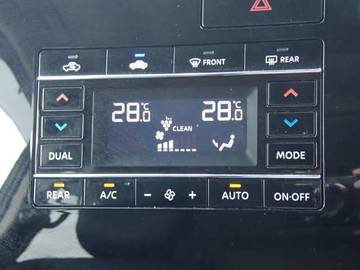 FRONT REAR
28.0°C 28.0°C
CLEAN
DUAL MODE
REAR A/C - + AUTO ON·OFF